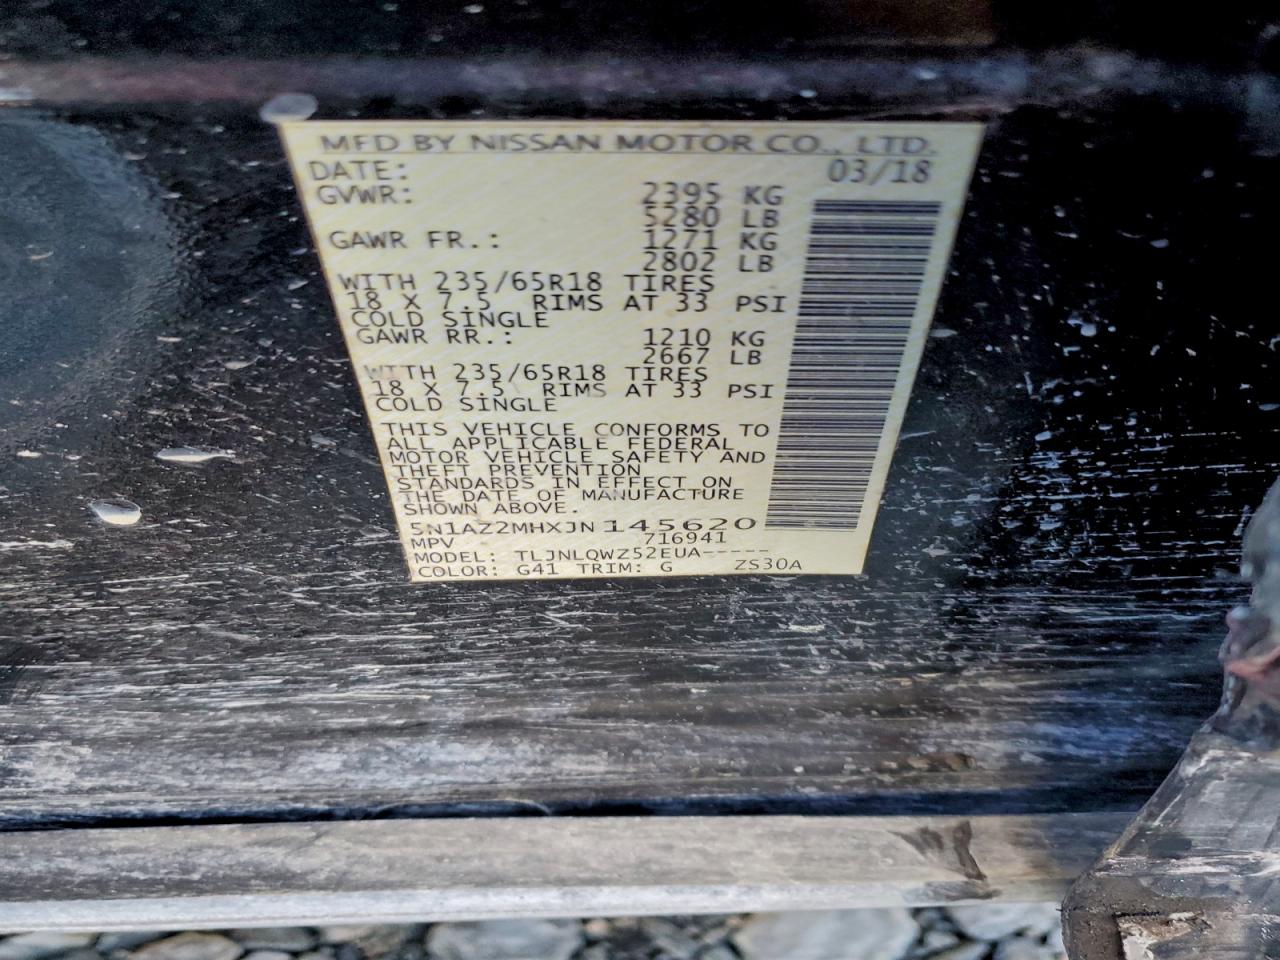 MFD BY NISSAN MOTOR CO., LTD.
DATE: 03/18
GVWR: 2395 KG
5280 LB
GAWR FR.: 1271 KG
2802 LB
WITH 235/65R18 TIRES
18 X 7.5 RIMS AT 33 PSI
COLD SINGLE
GAWR RR.: 1210 KG
2667 LB
WITH 235/65R18 TIRES
18 X 7.5 RIMS AT 33 PSI
COLD SINGLE
THIS VEHICLE CONFORMS TO
ALL APPLICABLE FEDERAL
MOTOR VEHICLE SAFETY AND
THEFT PREVENTION
STANDARDS IN EFFECT ON
THE DATE OF MANUFACTURE
SHOWN ABOVE.
5N1AZ2MHXJN145620
MPV 716941
MODEL: TLJNLQWZ52EUA-----
COLOR: G41 TRIM: G ZS30A